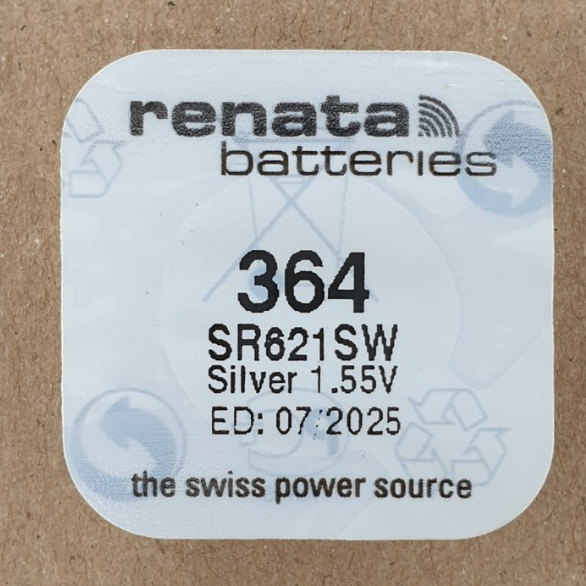 renata
batteries
364
SR621SW
Silver 1.55V
ED: 07/2025
the swiss power source